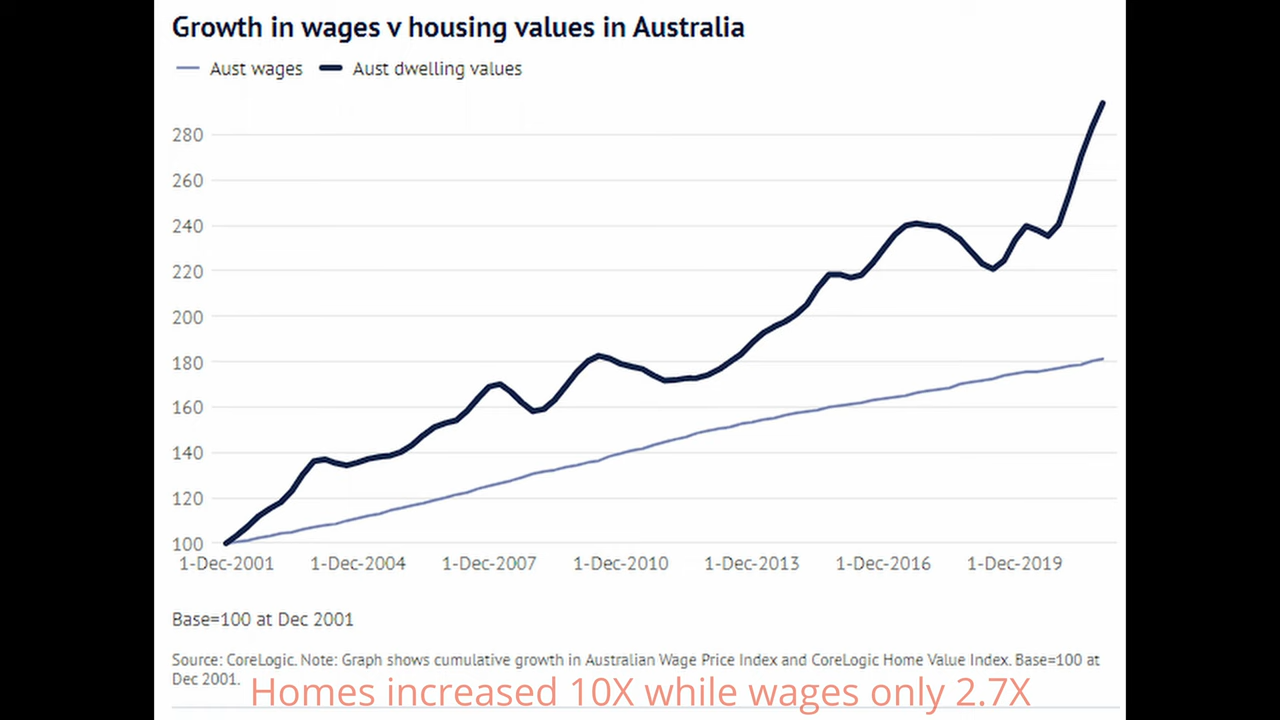 Growth in wages v housing values in Australia
Aust wages Aust dwelling values
280
260
240
220
200
180
160
140
120
100
1-Dec-2001 1-Dec-2004 1-Dec-2007 1-Dec-2010 1-Dec-2013 1-Dec-2016 1-Dec-2019
Base=100 at Dec 2001
Source: CoreLogic. Note: Graph shows cumulative growth in Australian Wage Price Index and CoreLogic Home Value Index. Base=100 at
Dec 2001.
Homes increased 10X while wages only 2.7X